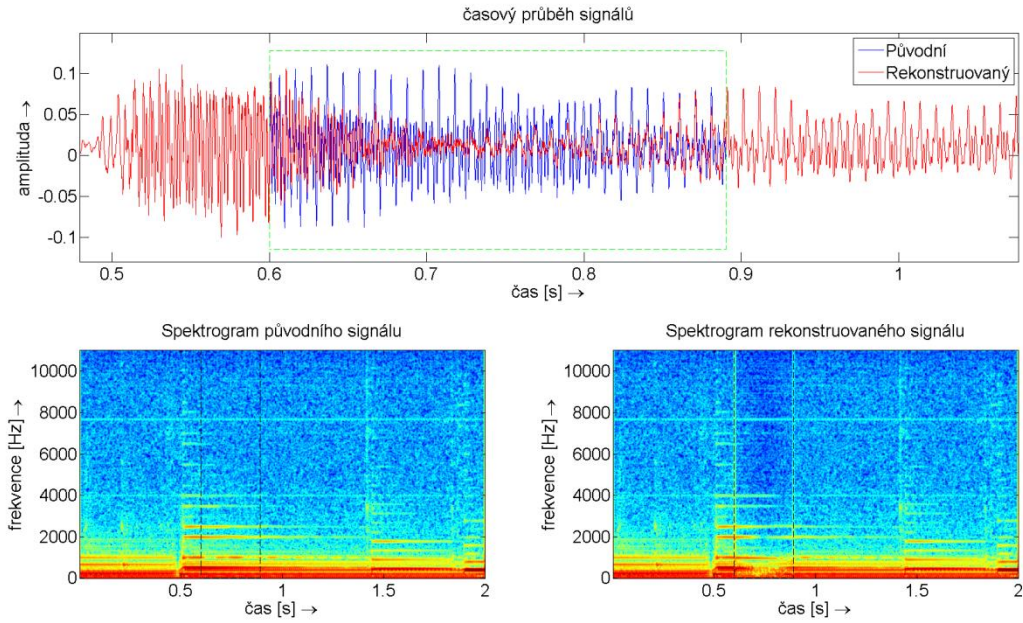 časový průběh signálů
Původní
Rekonstruovaný
amplituda →
0.1
0.05
0
-0.05
-0.1
0.5 0.6 0.7 0.8 0.9 1
čas [s] →
Spektrogram původního signálu
frekvence [Hz] →
10000
8000
6000
4000
2000
0
0.5 1 1.5 2
čas [s] →
Spektrogram rekonstruovaného signálu
frekvence [Hz] →
10000
8000
6000
4000
2000
0
0.5 1 1.5 2
čas [s] →